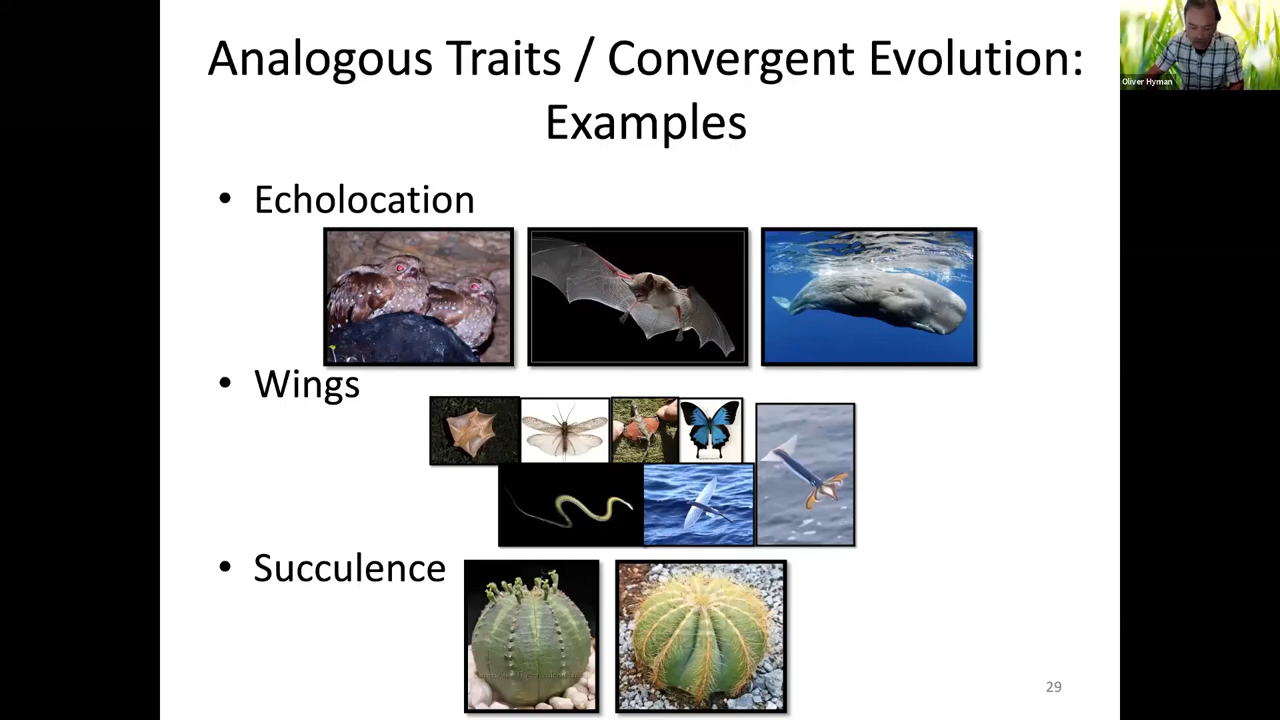 Analogous Traits / Convergent Evolution:
Examples
Oliver Hyman
• Echolocation
• Wings
• Succulence
29